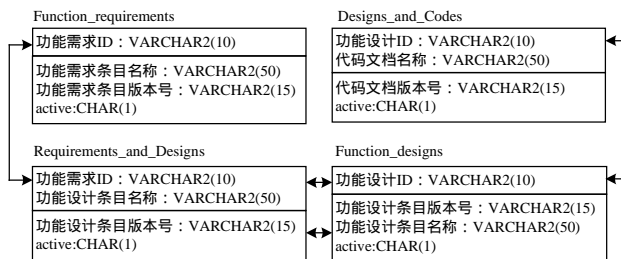 Function_requirements
功能需求ID：VARCHAR2(10)
功能需求条目名称：VARCHAR2(50)
功能需求条目版本号：VARCHAR2(15)
active:CHAR(1)
Designs_and_Codes
功能设计ID：VARCHAR2(10)
代码文档名称：VARCHAR2(50)
代码文档版本号：VARCHAR2(15)
active:CHAR(1)
Requirements_and_Designs
功能需求ID：VARCHAR2(10)
功能设计条目名称：VARCHAR2(50)
功能设计条目版本号：VARCHAR2(15)
active:CHAR(1)
Function_designs
功能设计ID：VARCHAR2(10)
功能设计条目版本号：VARCHAR2(15)
功能设计条目名称：VARCHAR2(50)
active:CHAR(1)